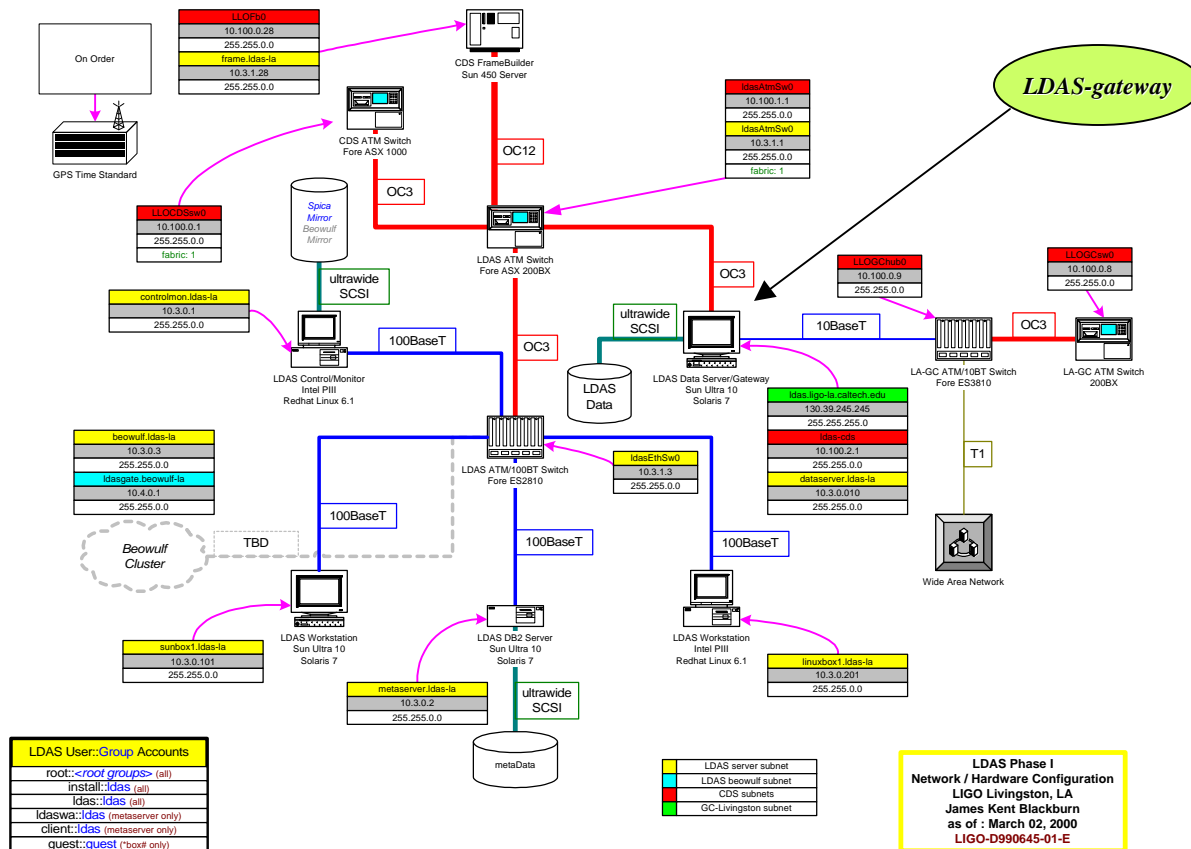 On Order
GPS Time Standard
LLOFb0
10.100.0.28
255.255.0.0
frame.ldas-la
10.3.1.28
255.255.0.0
CDS FrameBuilder
Sun 450 Server
CDS ATM Switch
Fore ASX 1000
OC12
OC3
LLOCDSsw0
10.100.0.1
255.255.0.0
fabric: 1
Spica
Mirror
Beowulf
Mirror
ultrawide
SCSI
LDAS ATM Switch
Fore ASX 200BX
ldasAtmSw0
10.100.1.1
255.255.0.0
ldasAtmSw0
10.3.1.1
255.255.0.0
fabric: 1
LDAS-gateway
OC3
LLOGChub0
10.100.0.9
255.255.0.0
LLOGCsw0
10.100.0.8
255.255.0.0
controlmon.ldas-la
10.3.0.1
255.255.0.0
LDAS Control/Monitor
Intel PIII
Redhat Linux 6.1
100BaseT
OC3
ultrawide
SCSI
LDAS
Data
LDAS Data Server/Gateway
Sun Ultra 10
Solaris 7
10BaseT
LA-GC ATM/10BT Switch
Fore ES3810
OC3
LA-GC ATM Switch
200BX
ldas.ligo-la.caltech.edu
130.39.245.245
255.255.255.0
ldas-cds
10.100.2.1
255.255.0.0
dataserver.ldas-la
10.3.0.010
255.255.0.0
T1
Wide Area Network
beowulf.ldas-la
10.3.0.3
255.255.0.0
ldasgate.beowulf-la
10.4.0.1
255.255.0.0
LDAS ATM/100BT Switch
Fore ES2810
ldasEthSw0
10.3.1.3
255.255.0.0
Beowulf
Cluster
TBD
100BaseT
100BaseT
100BaseT
LDAS Workstation
Sun Ultra 10
Solaris 7
sunbox1.ldas-la
10.3.0.101
255.255.0.0
LDAS DB2 Server
Sun Ultra 10
Solaris 7
metaserver.ldas-la
10.3.0.2
255.255.0.0
ultrawide
SCSI
metaData
LDAS Workstation
Intel PIII
Redhat Linux 6.1
linuxbox1.ldas-la
10.3.0.201
255.255.0.0
LDAS User::Group Accounts
root::<root groups> (all)
install::ldas (all)
ldas::ldas (all)
ldaswa::ldas (metaserver only)
client::ldas (metaserver only)
guest::guest (*box# only)
LDAS server subnet
LDAS beowulf subnet
CDS subnets
GC-Livingston subnet
LDAS Phase I
Network / Hardware Configuration
LIGO Livingston, LA
James Kent Blackburn
as of : March 02, 2000
LIGO-D990645-01-E